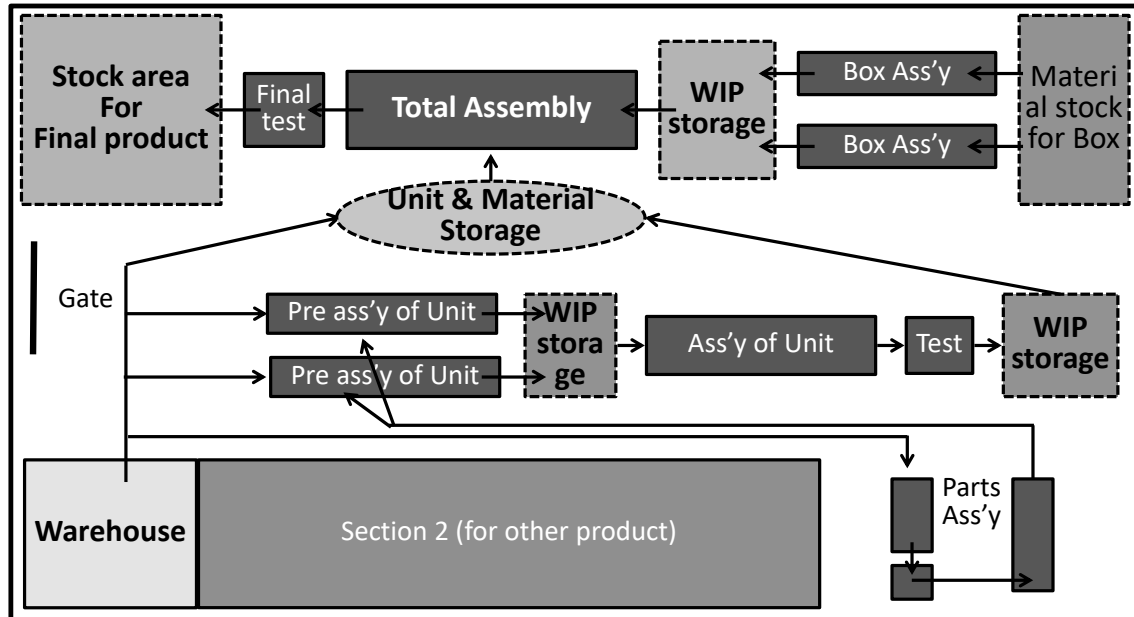 Stock area
For
Final product
Final
test
Total Assembly
WIP
storage
Box Ass'y
Box Ass'y
Materi
al stock
for Box
Unit & Material
Storage
Gate
Pre ass'y of Unit
Pre ass'y of Unit
WIP
stora
ge
Ass'y of Unit
Test
WIP
storage
Warehouse
Section 2 (for other product)
Parts
Ass'y